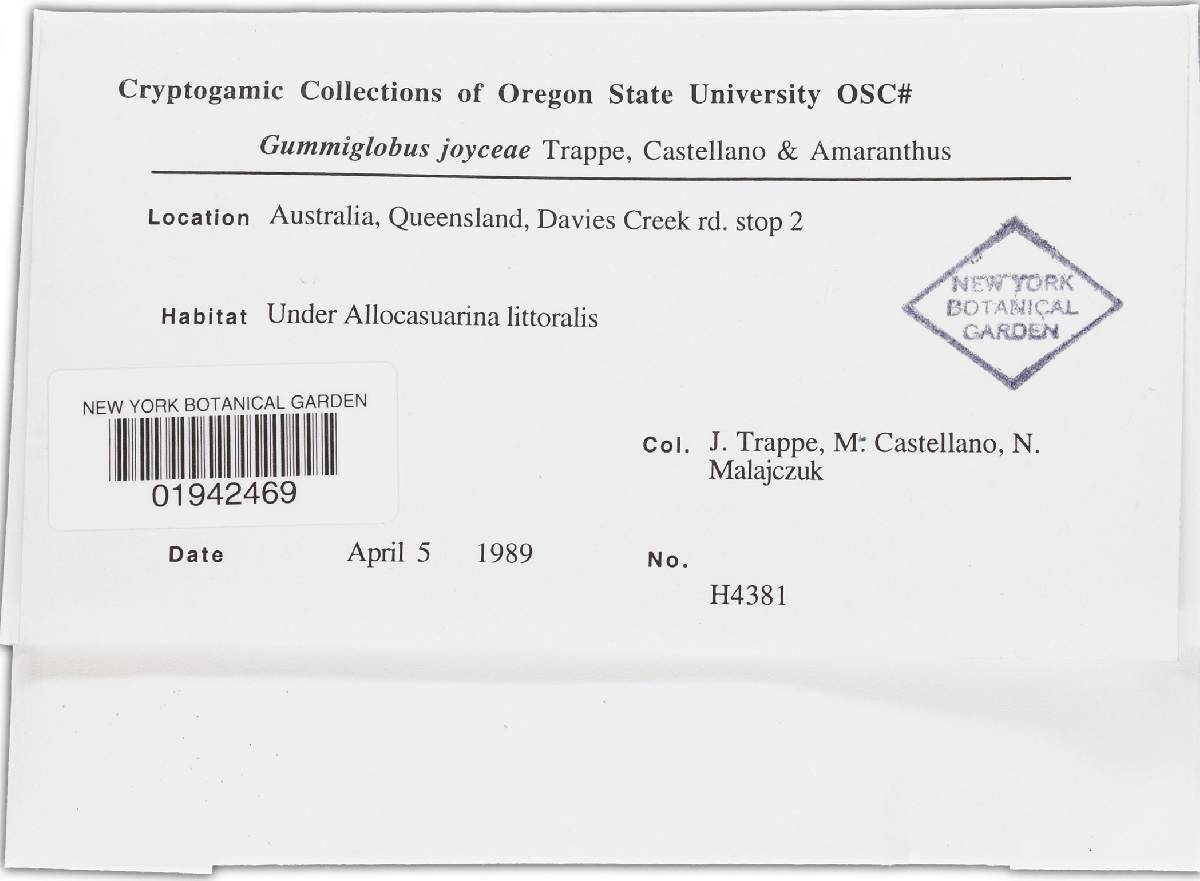 Cryptogamic Collections of Oregon State University OSC#
Gummiglobus joyceae Trappe, Castellano & Amaranthus
Location Australia, Queensland, Davies Creek rd. stop 2
NEW YORK
BOTANICAL
GARDEN
Habitat Under Allocasuarina littoralis
NEW YORK BOTANICAL GARDEN
01942469
Col. J. Trappe, M. Castellano, N.
Malajczuk
Date April 5 1989
No.
H4381